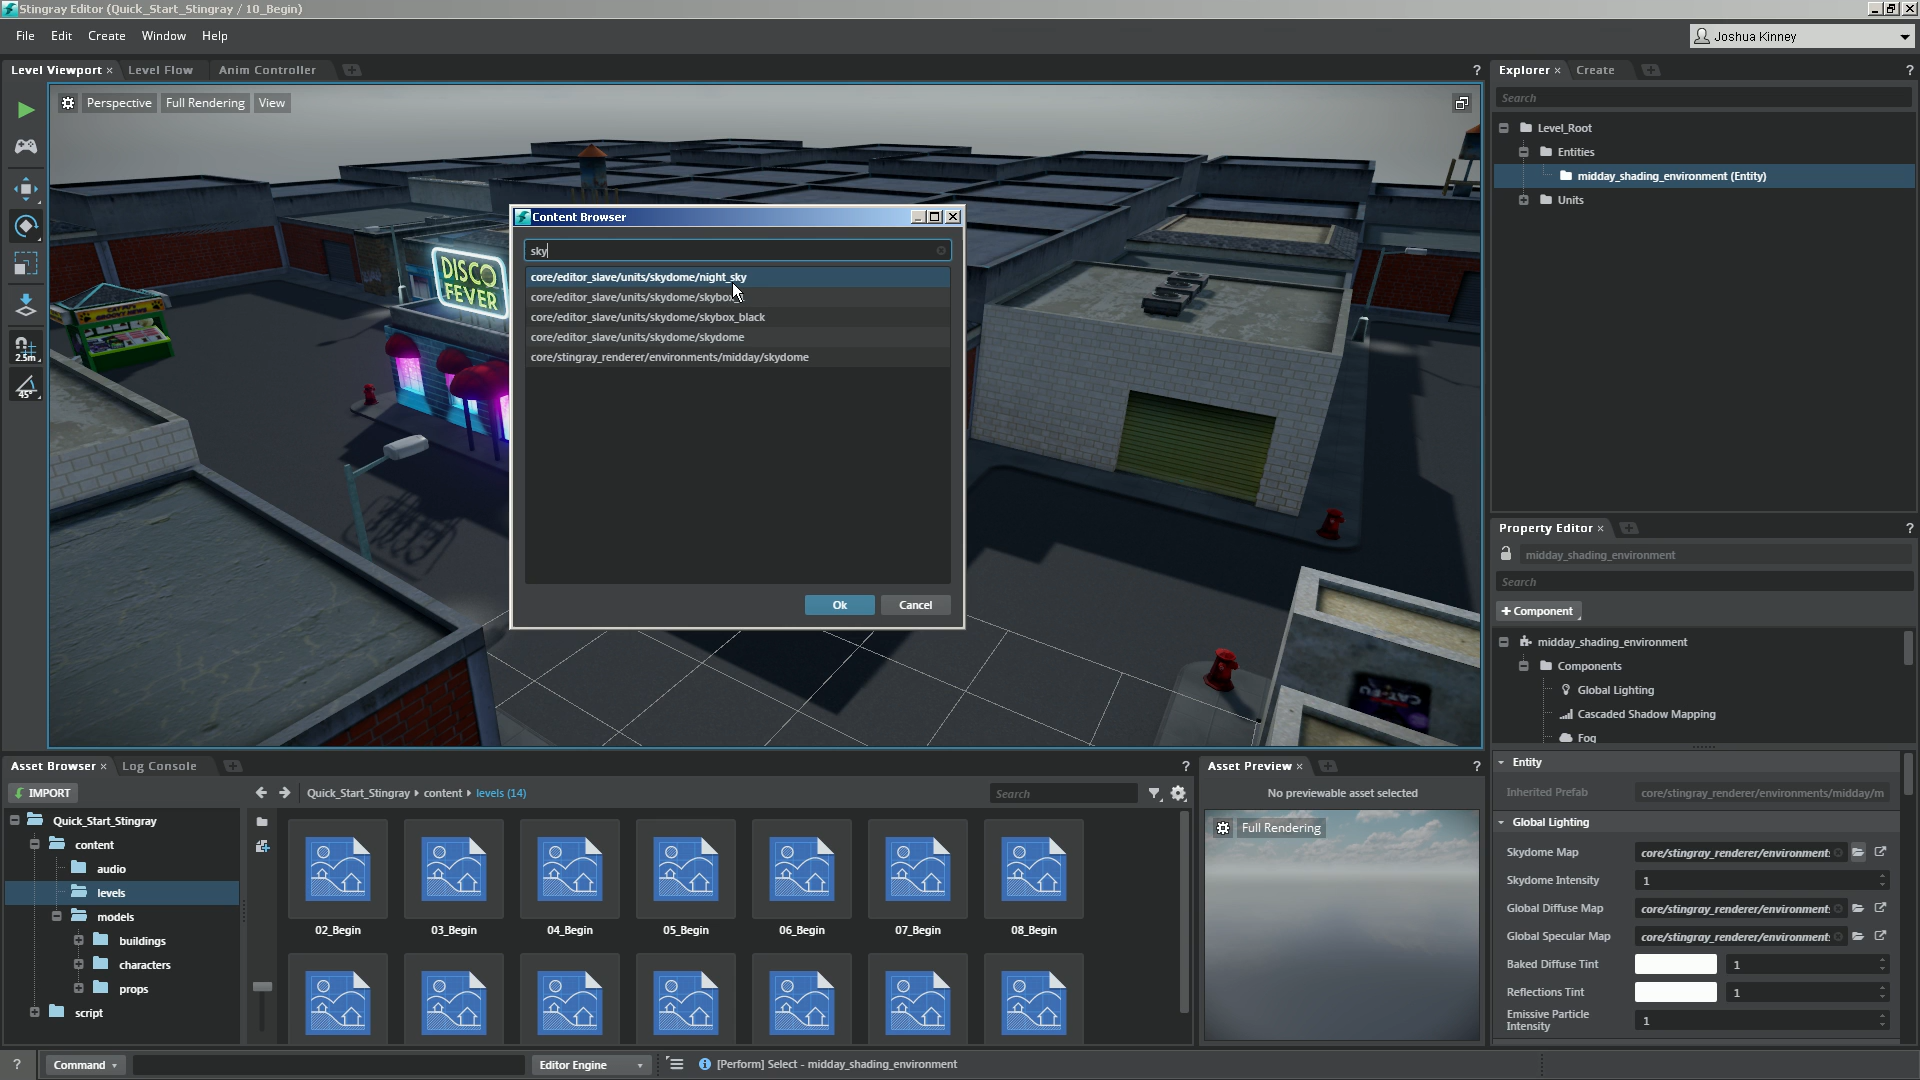 Stingray Editor (Quick_Start_Stingray / 10_Begin)
File Edit Create Window Help
Joshua Kinney
Level Viewport × Level Flow Anim Controller
?
Explorer × Create
?
Perspective Full Rendering View
Search
Level_Root
Entities
midday_shading_environment (Entity)
Units
DISCO
FEVER
2.5m
45°
Content Browser
sky
core/editor_slave/units/skydome/night_sky
core/editor_slave/units/skydome/skybox
core/editor_slave/units/skydome/skybox_black
core/editor_slave/units/skydome/skydome
core/stingray_renderer/environments/midday/skydome
Ok Cancel
CAT-FU
Property Editor ×
?
midday_shading_environment
Search
+ Component
midday_shading_environment
Components
Global Lighting
Cascaded Shadow Mapping
Fog
Entity
Inherited Prefab core/stingray_renderer/environments/midday/m
Global Lighting
Skydome Map core/stingray_renderer/environment
Skydome Intensity 1
Global Diffuse Map core/stingray_renderer/environment
Global Specular Map core/stingray_renderer/environment
Baked Diffuse Tint 1
Reflections Tint 1
Emissive Particle
Intensity 1
Asset Browser × Log Console
?
IMPORT
Quick_Start_Stingray content levels (14)
Search
Quick_Start_Stingray
content
audio
levels
models
buildings
characters
props
script
02_Begin 03_Begin 04_Begin 05_Begin 06_Begin 07_Begin 08_Begin
Asset Preview ×
?
No previewable asset selected
Full Rendering
? Command Editor Engine [Perform] Select - midday_shading_environment